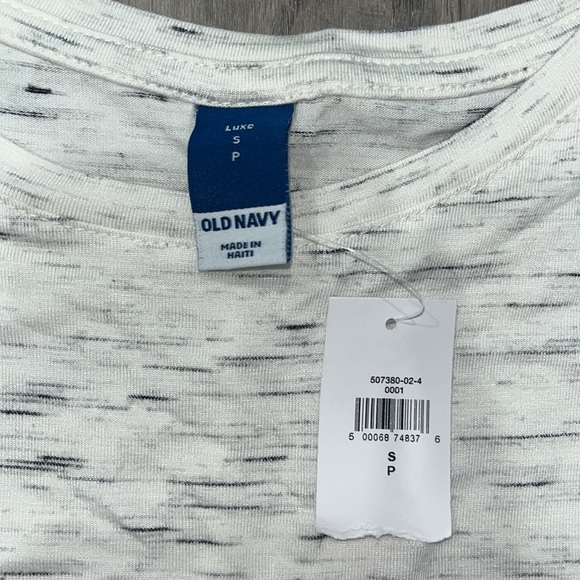 Luxe
S
P
OLD NAVY
MADE IN
HAITI
507380-02-4
0001
5 00068 74837 6
S
P